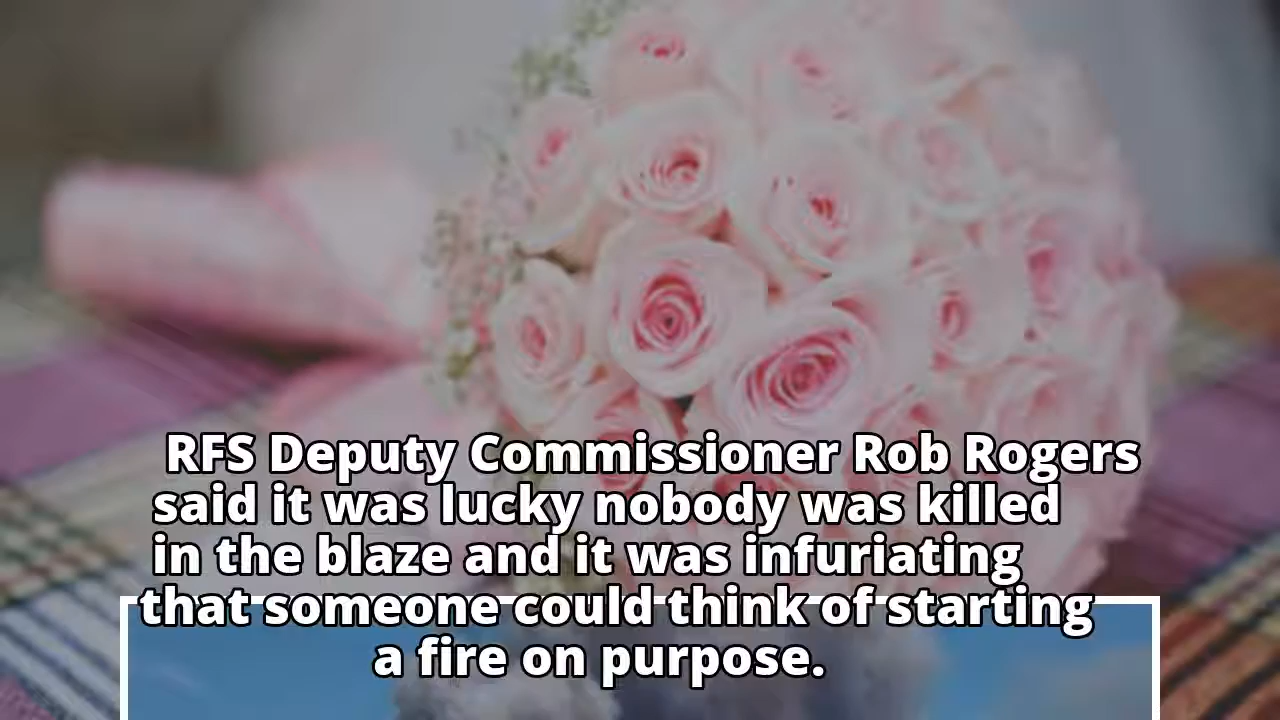 RFS Deputy Commissioner Rob Rogers
said it was lucky nobody was killed
in the blaze and it was infuriating
that someone could think of starting
a fire on purpose.